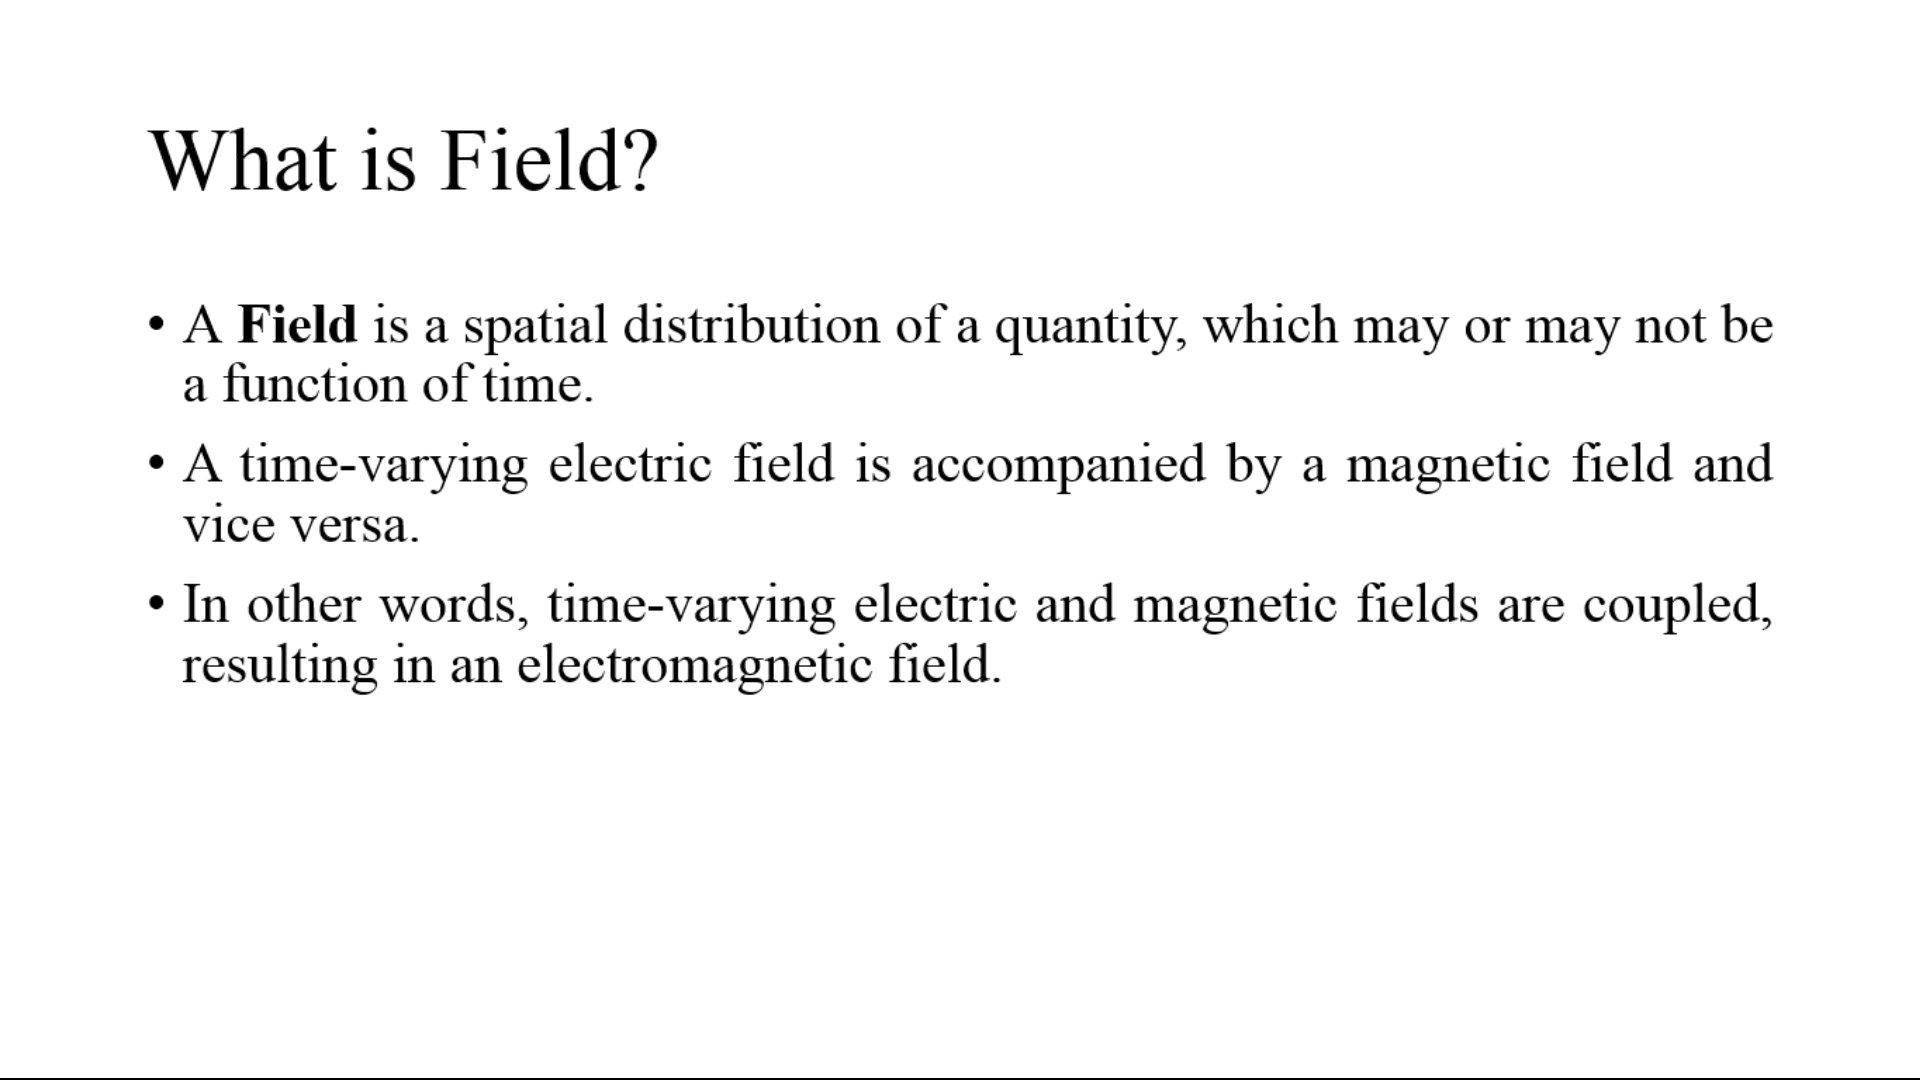 What is Field?
• A Field is a spatial distribution of a quantity, which may or may not be
a function of time.
• A time-varying electric field is accompanied by a magnetic field and
vice versa.
• In other words, time-varying electric and magnetic fields are coupled,
resulting in an electromagnetic field.